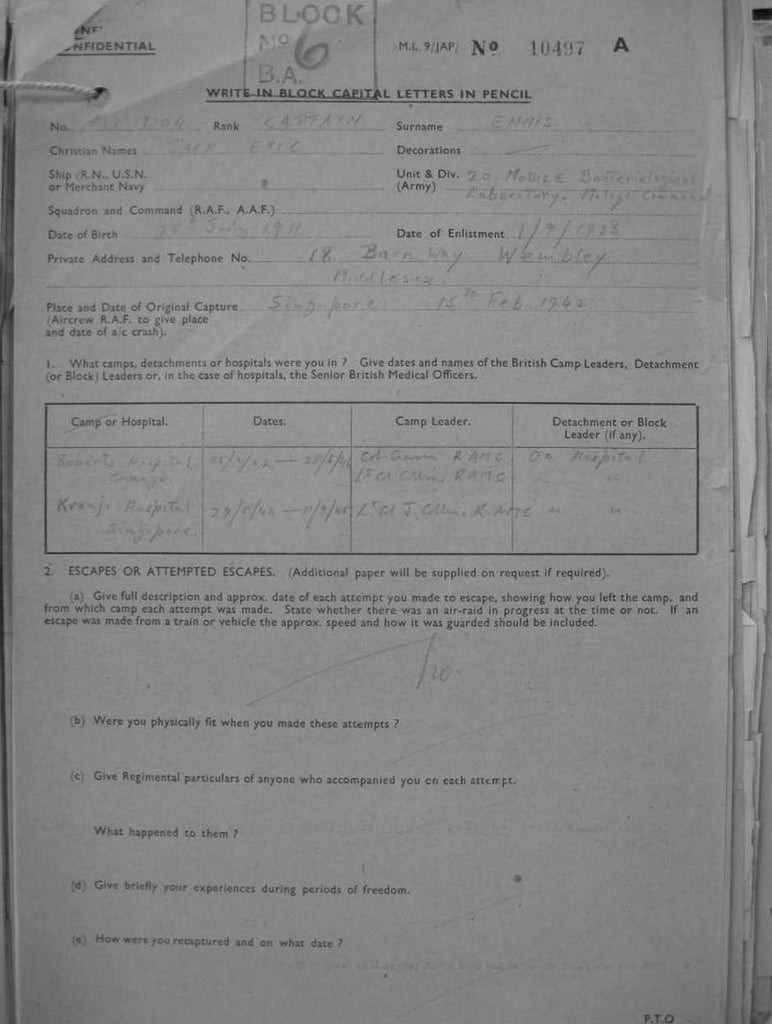 BLOCK
CONFIDENTIAL
No 6
B.A.
M.I. 9/JAP/ No 10497 A
WRITE IN BLOCK CAPITAL LETTERS IN PENCIL
No. Rank CAPTAIN Surname ENNIS
Christian Names JACK ERIC Decorations
Ship (R.N., U.S.N. or Merchant Navy
Unit & Div. (Army) 20 MOBILE Bacteriological
Laboratory. Malaya Command
Squadron and Command (R.A.F., A.A.F.)
Date of Birth 28th July 1911 Date of Enlistment 1/9/1938
Private Address and Telephone No. 18 Barn Way Wembley
Middlesex.
Place and Date of Original Capture Singapore. 15th Feb 1942
(Aircrew R.A.F. to give place
and date of a/c crash).
1. What camps, detachments or hospitals were you in ? Give dates and names of the British Camp Leaders, Detachment
(or Block) Leaders or, in the case of hospitals, the Senior British Medical Officers.
Camp or Hospital. Dates. Camp Leader. Detachment or Block
Leader (if any).
Roberts Hospital Col RAMC Oc Hospital
Changi Lt Col Collins, RAMC " "
Kranji Hospital Lt Col J. Collins, R.AMC " "
Singapore.
2. ESCAPES OR ATTEMPTED ESCAPES. (Additional paper will be supplied on request if required).
(a) Give full description and approx. date of each attempt you made to escape, showing how you left the camp, and
from which camp each attempt was made. State whether there was an air-raid in progress at the time or not. If an
escape was made from a train or vehicle the approx. speed and how it was guarded should be included.
(b) Were you physically fit when you made these attempts ?
(c) Give Regimental particulars of anyone who accompanied you on each attempt.
What happened to them ?
(d) Give briefly your experiences during periods of freedom.
(e) How were you recaptured and on what date ?
P.T.O